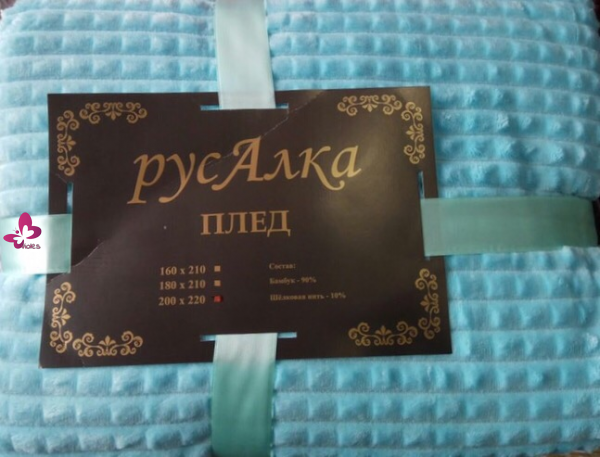 русАлка
ПЛЕД
160 x 210
180 x 210
200 x 220
Состав:
Бамбук - 90%
Шёлковая нить - 10%